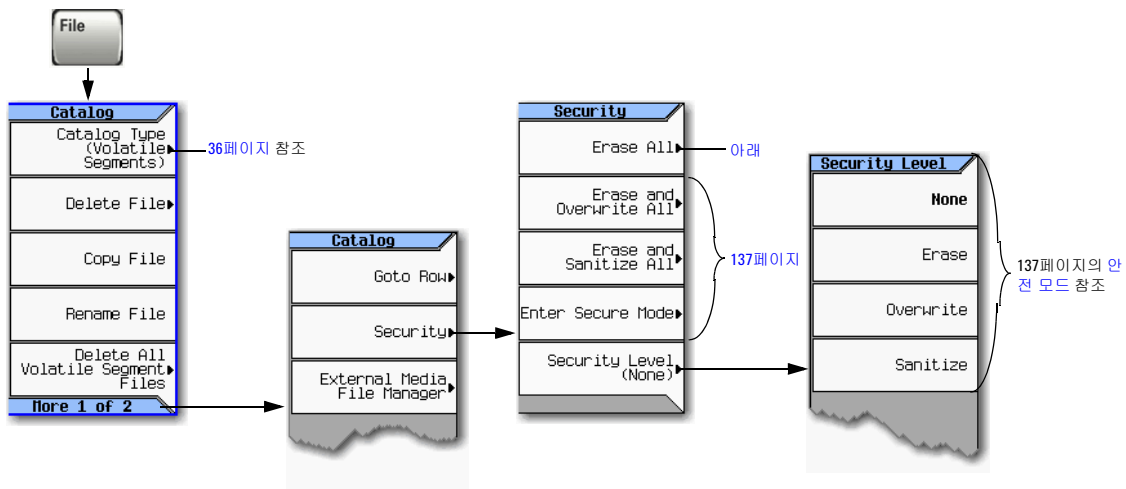 File
Catalog
Catalog Type
(Volatile
Segments)
36페이지 참조
Delete File
Copy File
Rename File
Delete All
Volatile Segment
Files
More 1 of 2
Catalog
Goto Row
Security
External Media
File Manager
Security
Erase All
아래
Erase and
Overwrite All
Erase and
Sanitize All
Enter Secure Mode
137페이지
Security Level
(None)
Security Level
None
Erase
Overwrite
Sanitize
137페이지의 안
전 모드 참조